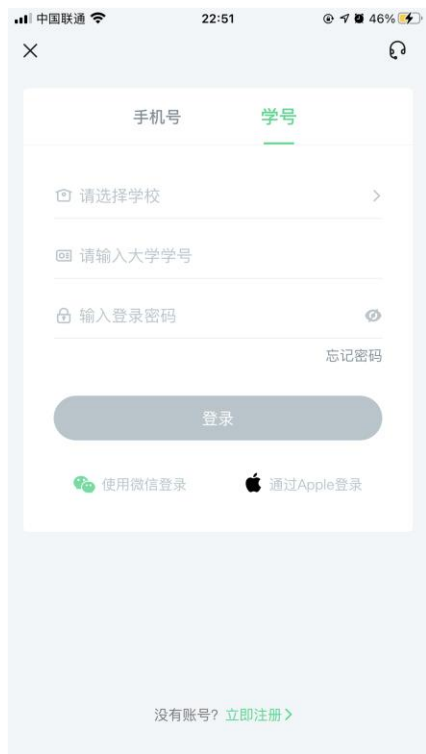 中国联通 22:51 46%
手机号 学号
请选择学校
请输入大学学号
输入登录密码
忘记密码
登录
使用微信登录 通过Apple登录
没有账号? 立即注册